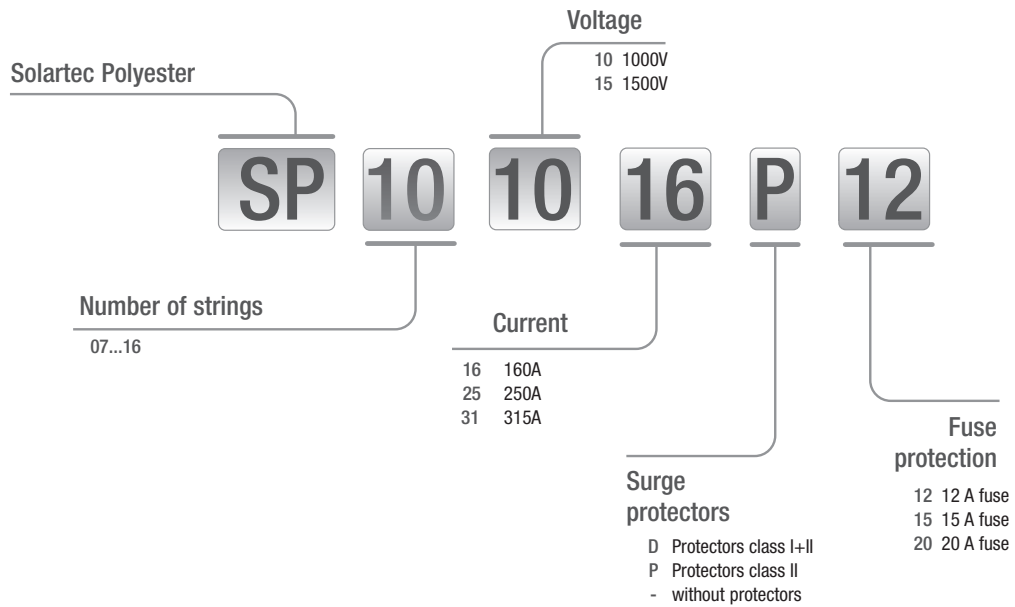 Voltage
10 1000V
15 1500V
Solartec Polyester
SP 10 10 16 P 12
Number of strings
07...16
Current
16 160A
25 250A
31 315A
Surge
protectors
D Protectors class I+II
P Protectors class II
- without protectors
Fuse
protection
12 12 A fuse
15 15 A fuse
20 20 A fuse